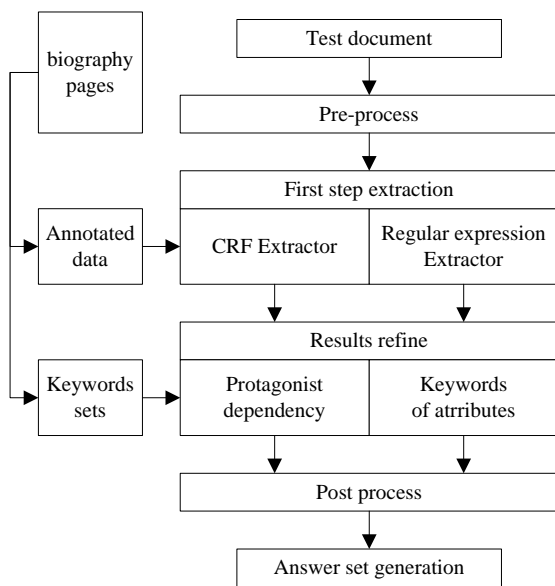 biography
pages
Test document
Pre-process
First step extraction
Annotated
data
CRF Extractor
Regular expression
Extractor
Results refine
Keywords
sets
Protagonist
dependency
Keywords
of atrributes
Post process
Answer set generation